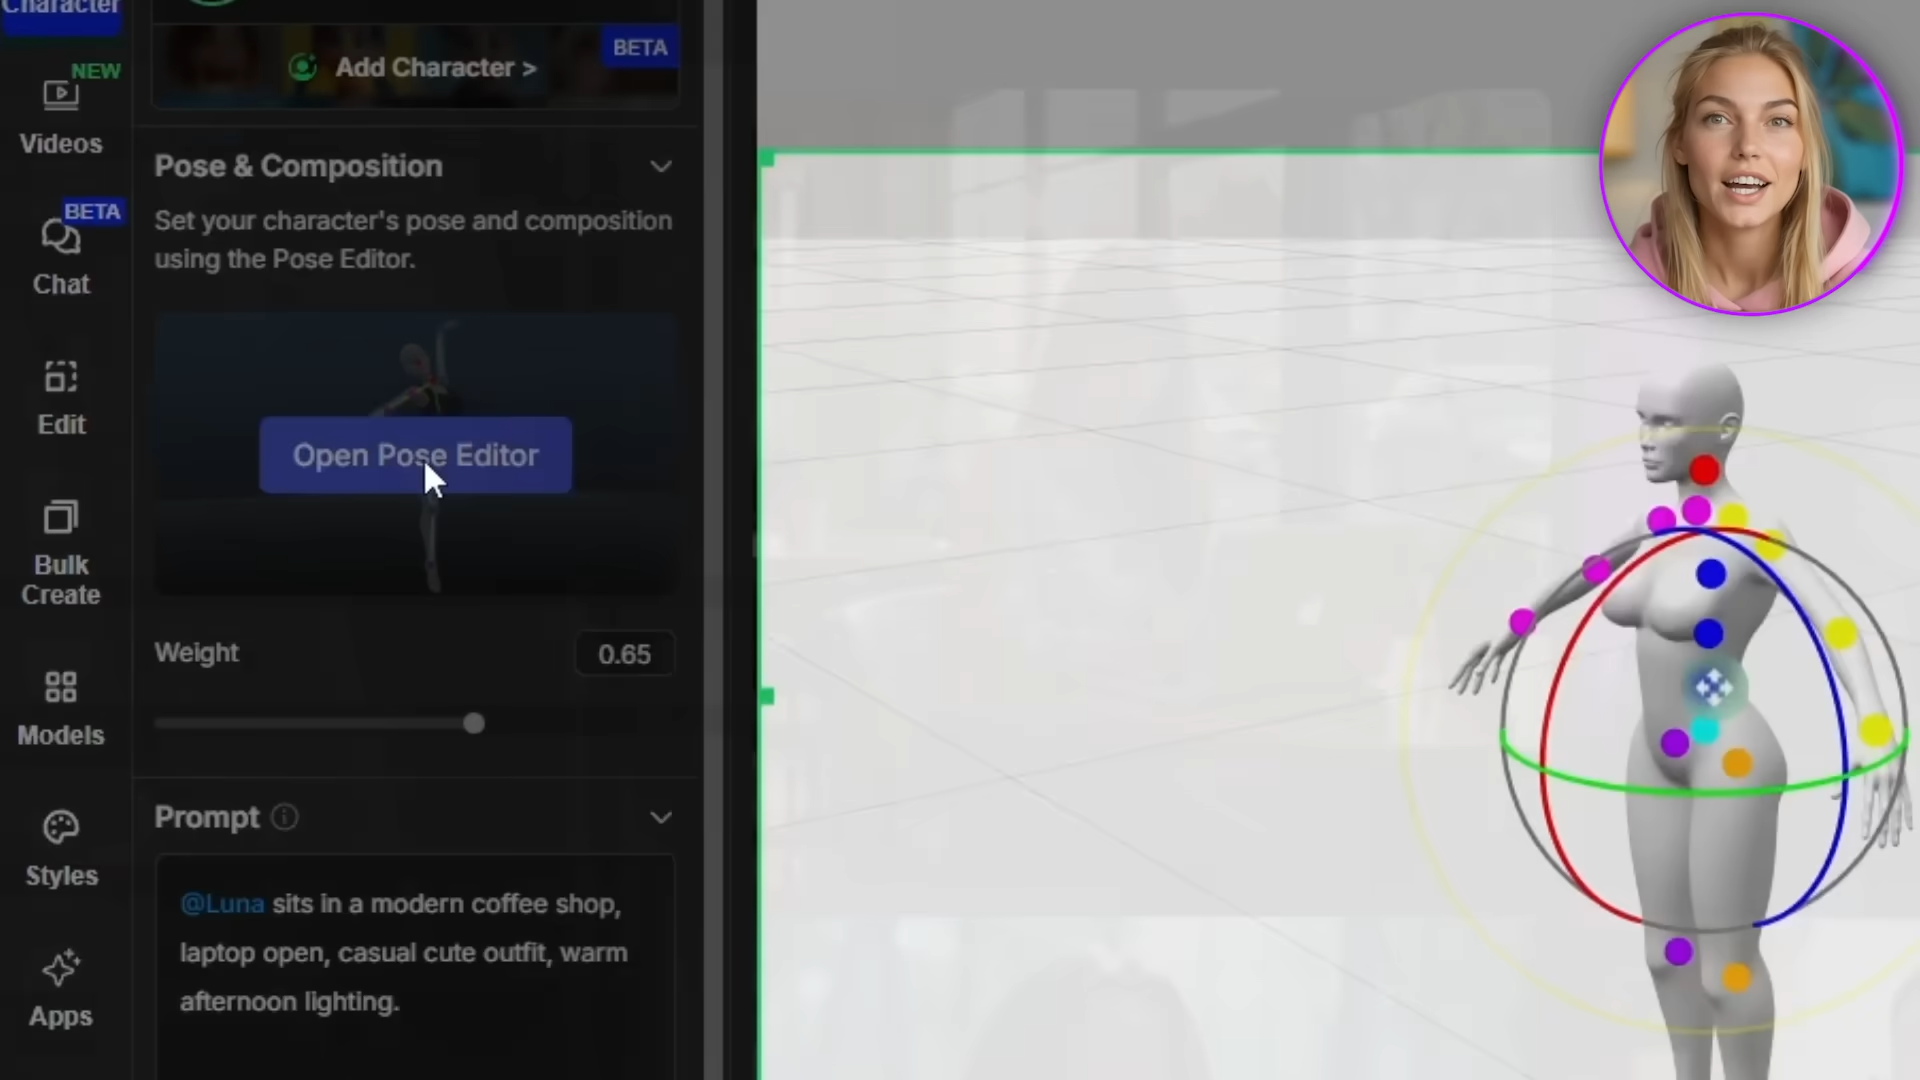 Character
NEW
Videos
BETA
Chat
Edit
Bulk
Create
Models
Styles
Apps
Add Character >
BETA
Pose & Composition
Set your character's pose and composition
using the Pose Editor.
Open Pose Editor
Weight
0.65
Prompt
@Luna sits in a modern coffee shop,
laptop open, casual cute outfit, warm
afternoon lighting.